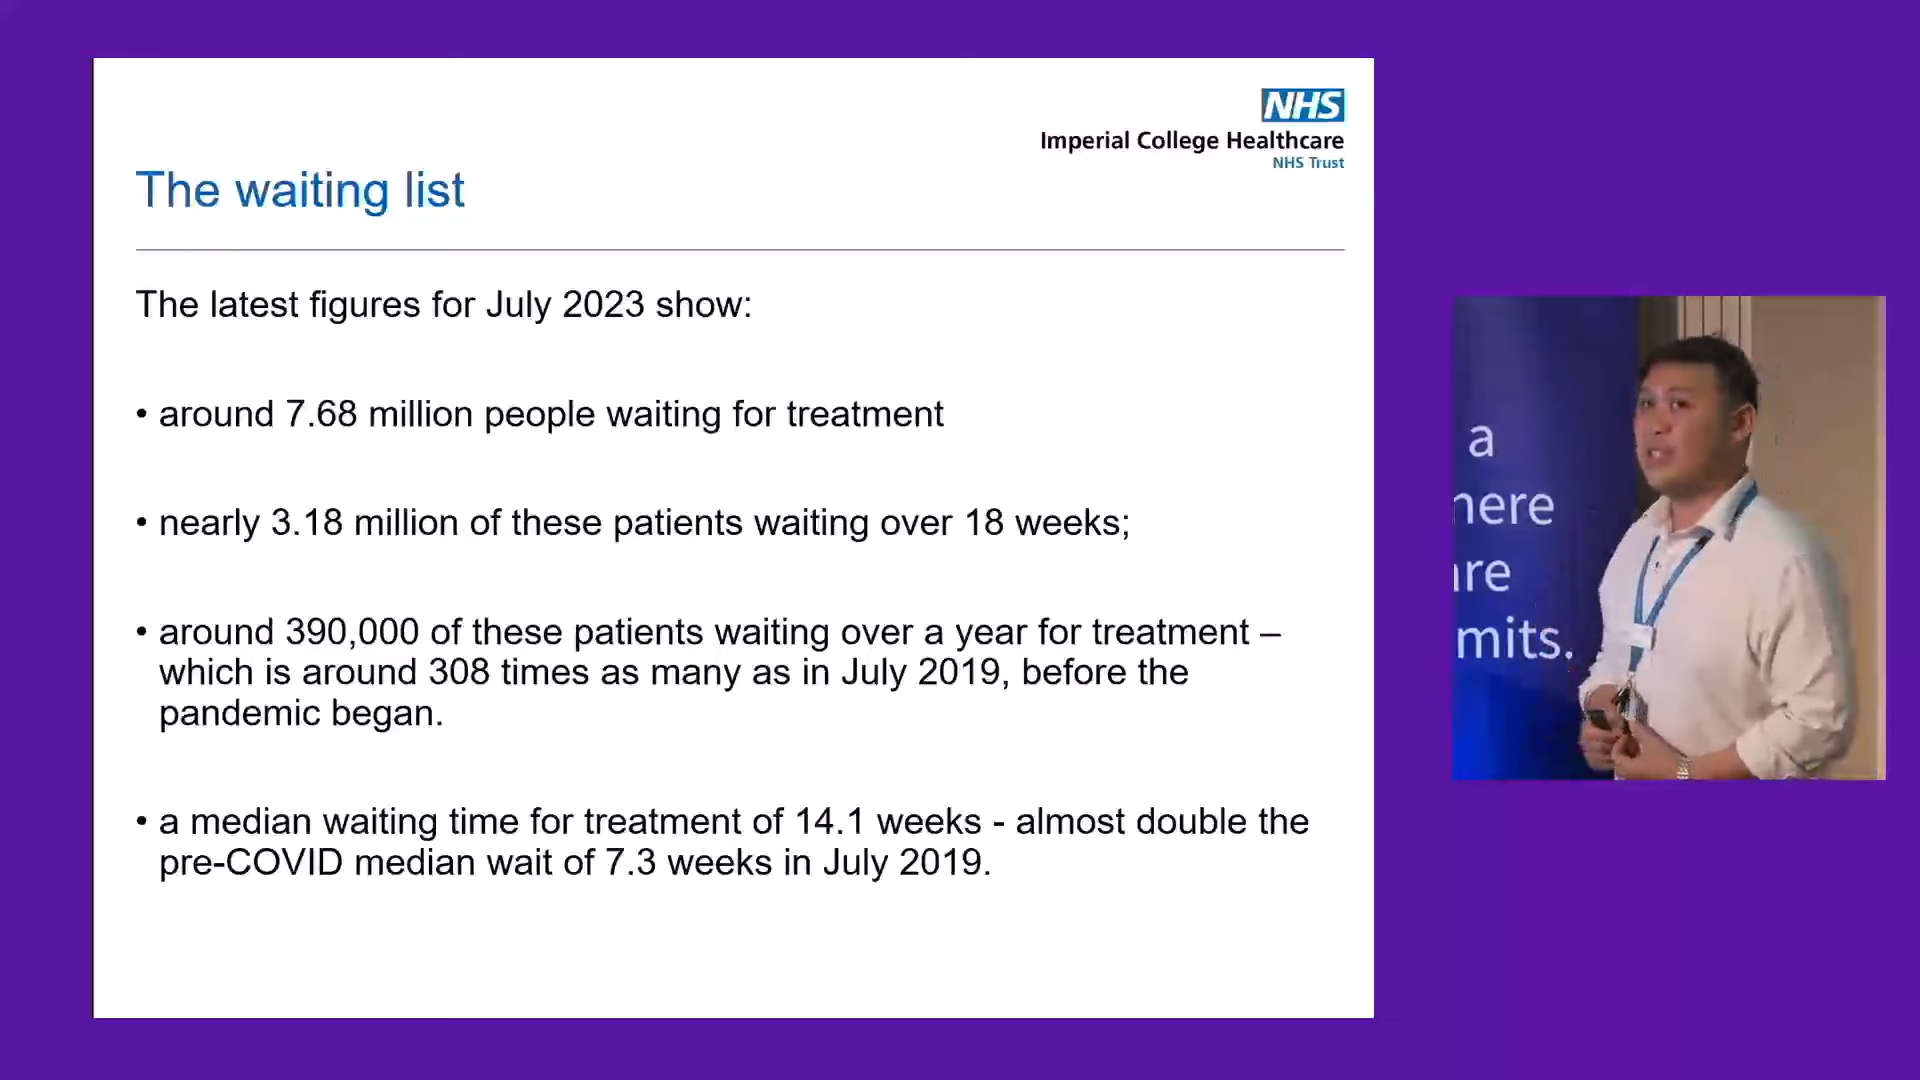 NHS
Imperial College Healthcare
NHS Trust
The waiting list
The latest figures for July 2023 show:
• around 7.68 million people waiting for treatment
• nearly 3.18 million of these patients waiting over 18 weeks;
• around 390,000 of these patients waiting over a year for treatment –
which is around 308 times as many as in July 2019, before the
pandemic began.
• a median waiting time for treatment of 14.1 weeks - almost double the
pre-COVID median wait of 7.3 weeks in July 2019.
a